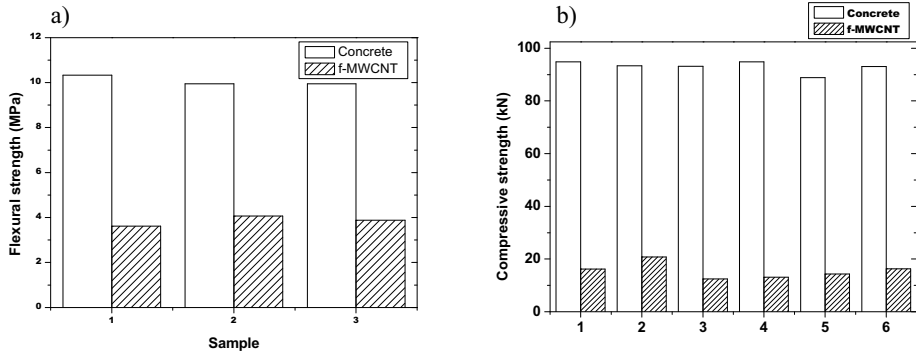 a)
Flexural strength (MPa)
12
10
8
6
4
2
0
Concrete
f-MWCNT
1
2
3
Sample
b)
Compressive strength (kN)
100
80
60
40
20
0
Concrete
f-MWCNT
1
2
3
4
5
6